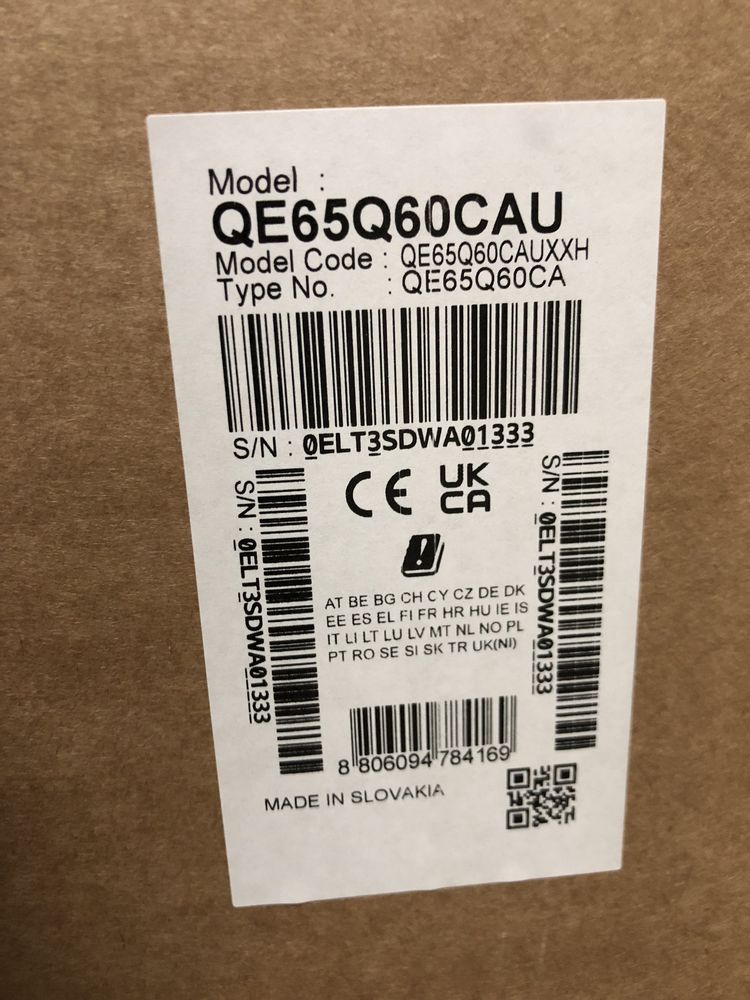 Model :
QE65Q60CAU
Model Code : QE65Q60CAUXXH
Type No. : QE65Q60CA
S/N : 0ELT3SDWA01333
S/N : 0ELT3SDWA01333
CE UK
CA
S/N : 0ELT3SDWA01333
AT BE BG CH CY CZ DE DK
EE ES EL FI FR HR HU IE IS
IT LI LT LU LV MT NL NO PL
PT RO SE SI SK TR UK(NI)
8 806094 784169
MADE IN SLOVAKIA